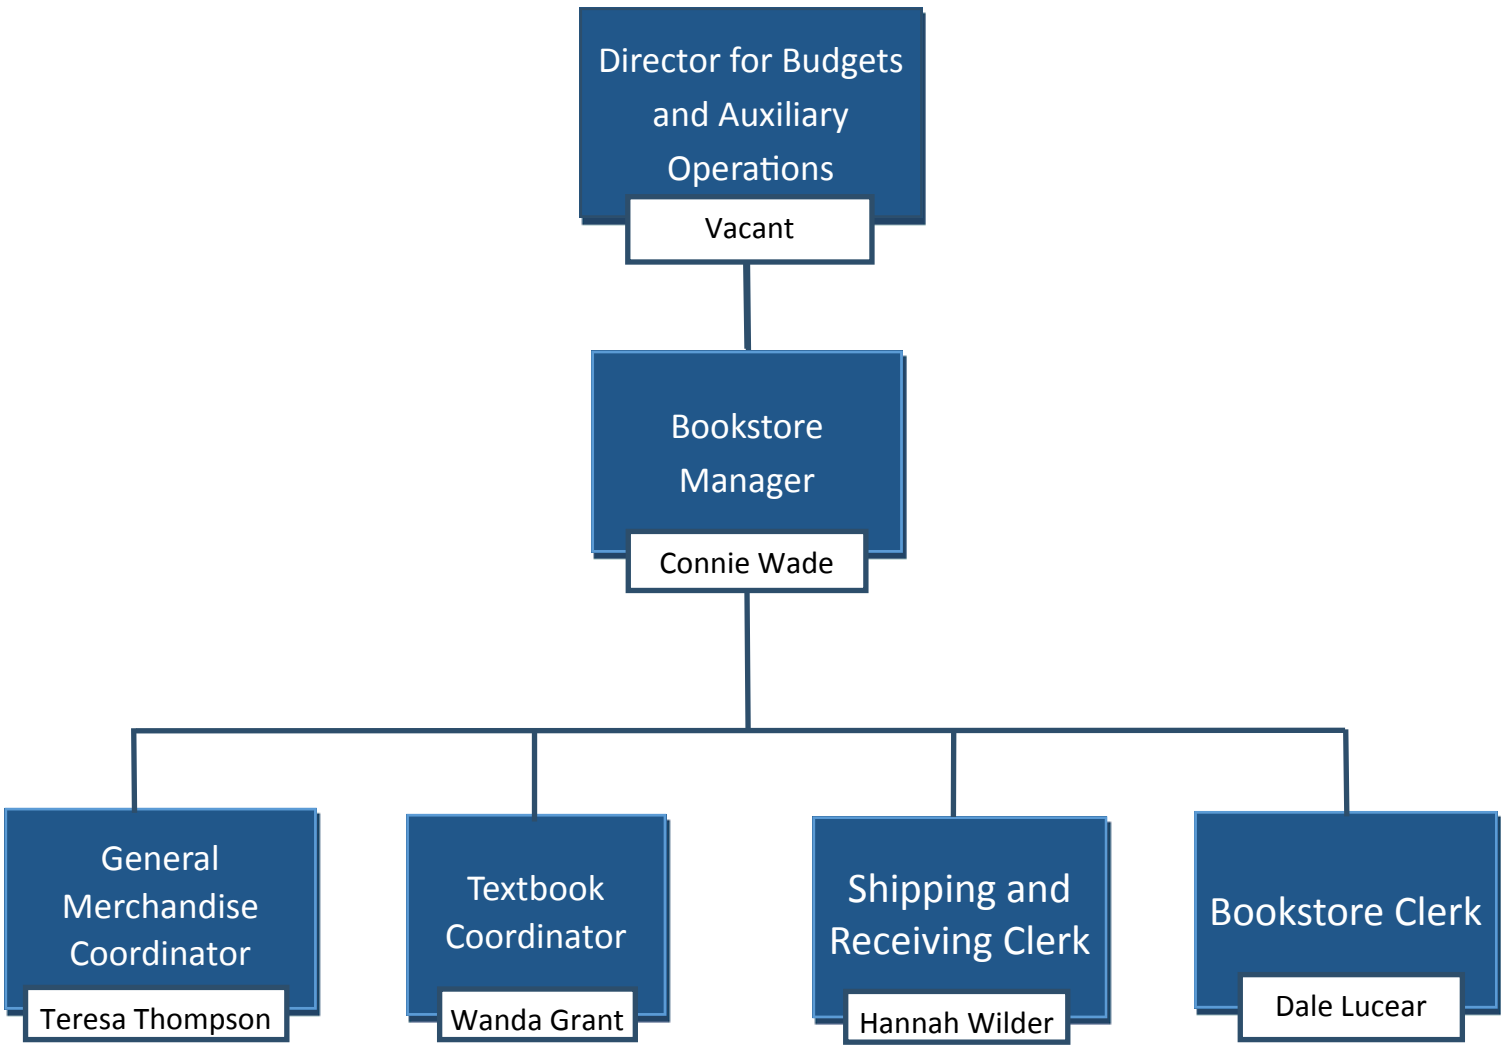 Director for Budgets
and Auxiliary
Operations
Vacant
Bookstore
Manager
Connie Wade
General
Merchandise
Coordinator
Teresa Thompson
Textbook
Coordinator
Wanda Grant
Shipping and
Receiving Clerk
Hannah Wilder
Bookstore Clerk
Dale Lucear